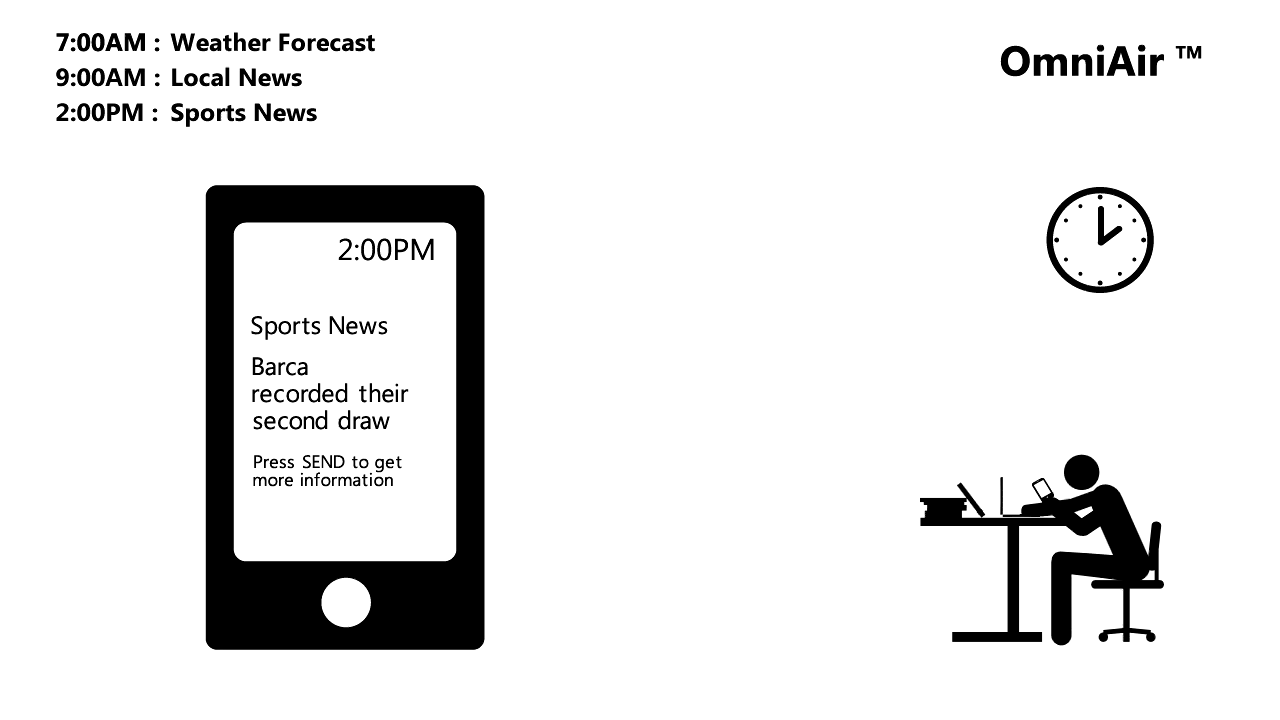 7:00AM : Weather Forecast
9:00AM : Local News
2:00PM : Sports News
OmniAir ™
2:00PM
Sports News
Barca
recorded their
second draw
Press SEND to get
more information